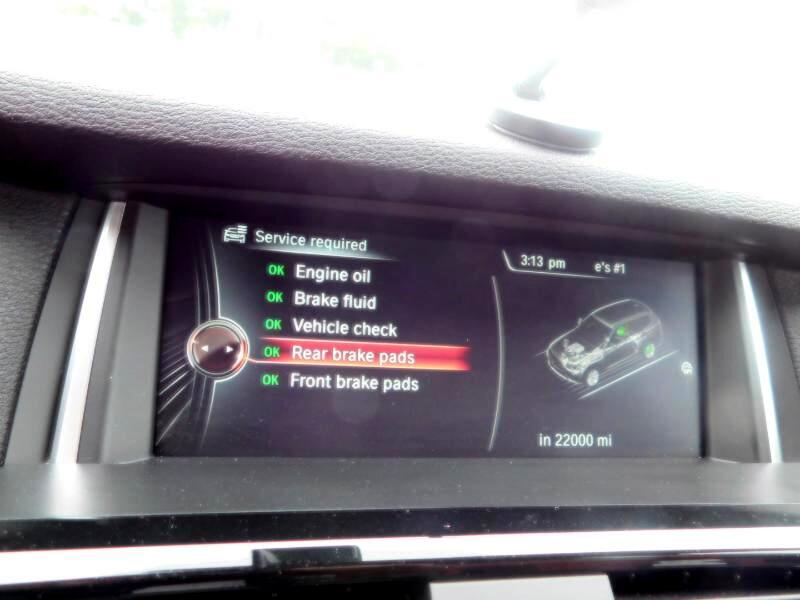 Service required
OK Engine oil
OK Brake fluid
OK Vehicle check
OK Rear brake pads
OK Front brake pads
3:13 pm e's #1
in 22000 mi